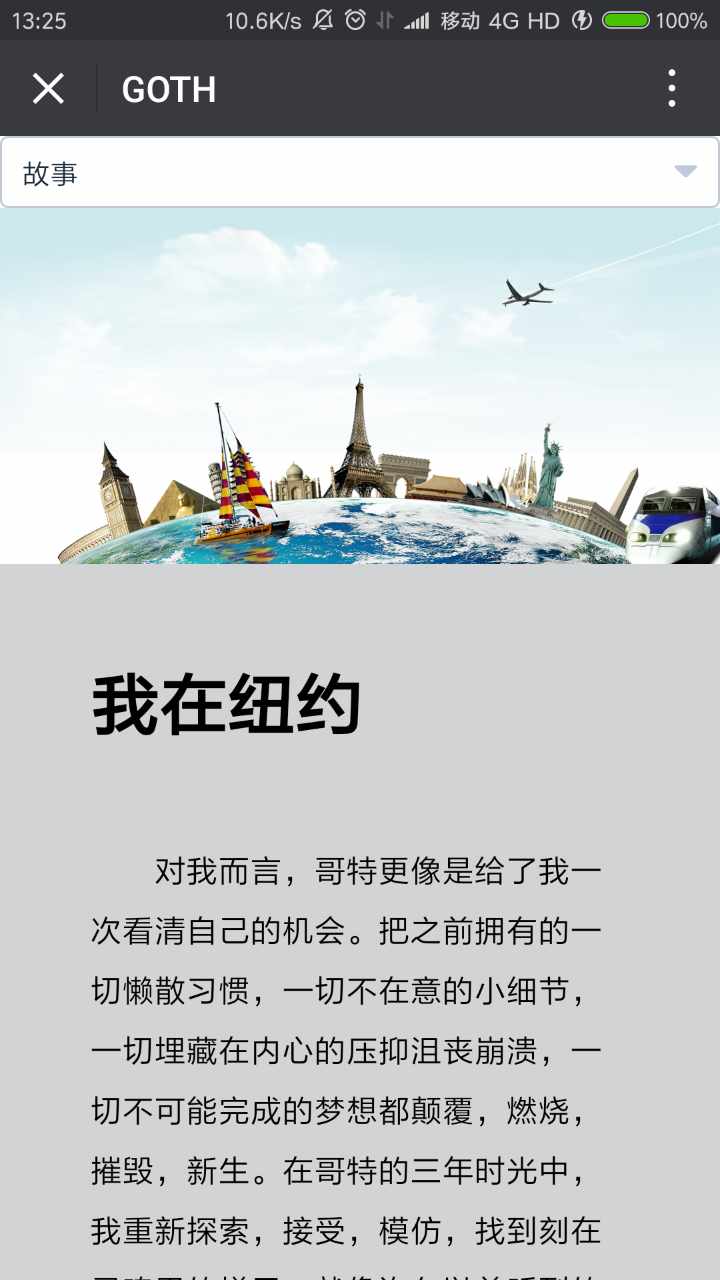 13:25 10.6K/s 移动 4G HD 100%
GOTH
故事
我在纽约
对我而言，哥特更像是给了我一
次看清自己的机会。把之前拥有的一
切懒散习惯，一切不在意的小细节，
一切埋藏在内心的压抑沮丧崩溃，一
切不可能完成的梦想都颠覆，燃烧，
摧毁，新生。在哥特的三年时光中，
我重新探索，接受，模仿，找到刻在